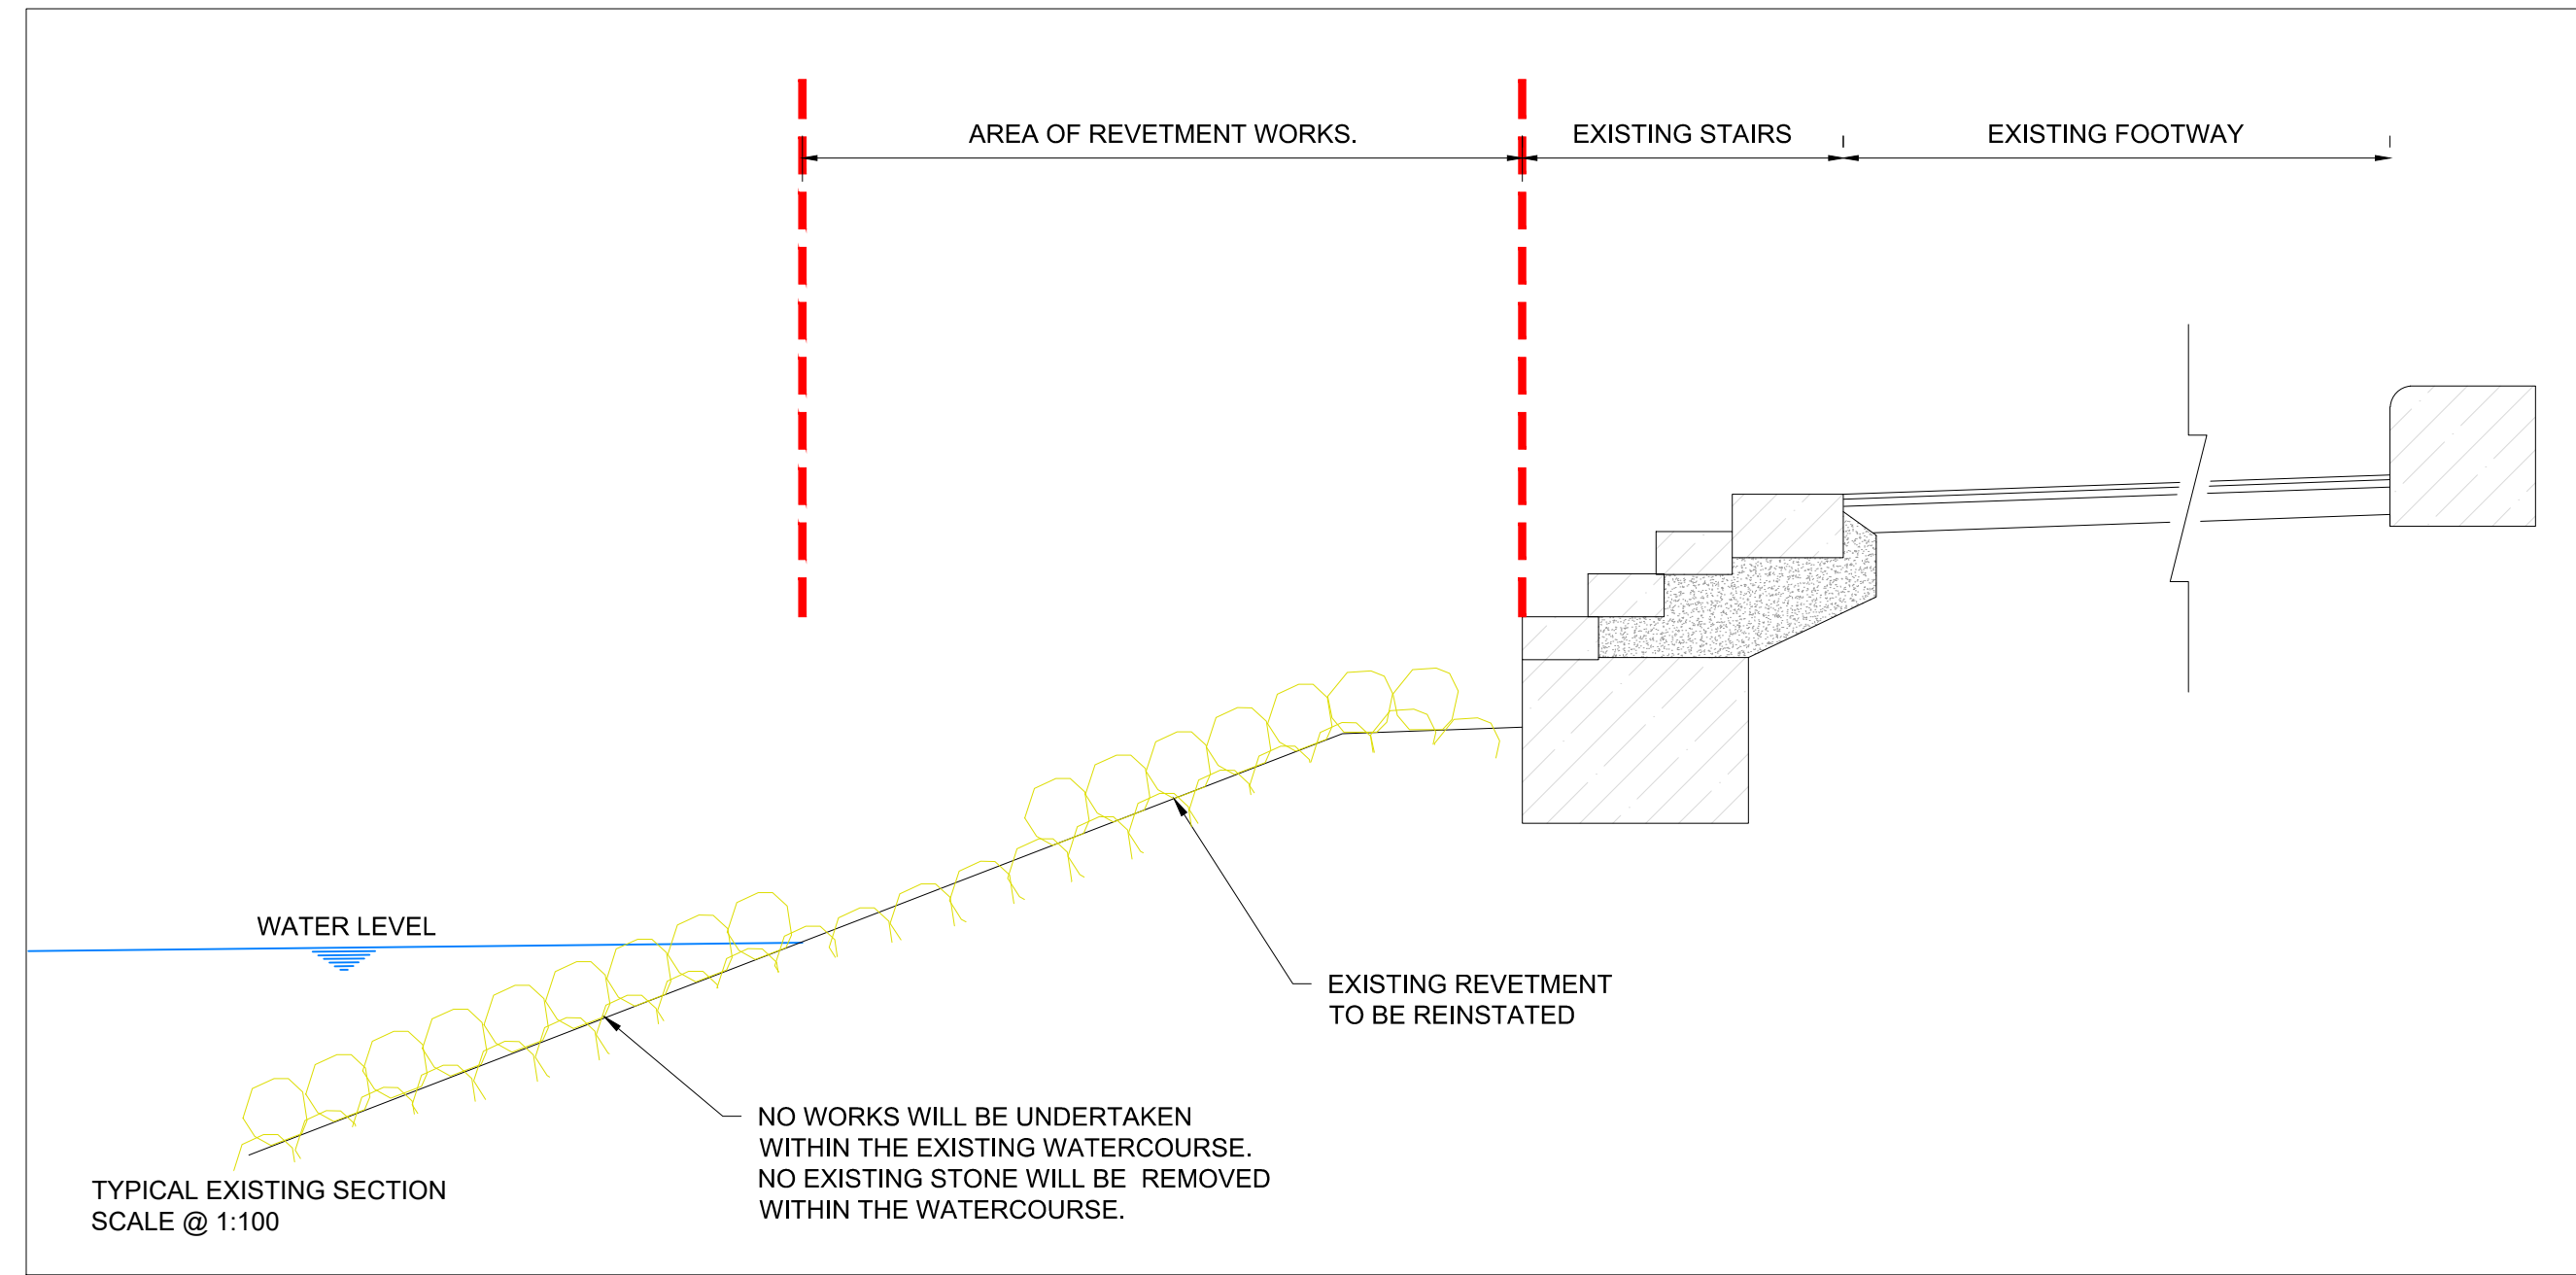 AREA OF REVETMENT WORKS.
EXISTING STAIRS
EXISTING FOOTWAY
WATER LEVEL
EXISTING REVETMENT
TO BE REINSTATED
NO WORKS WILL BE UNDERTAKEN
WITHIN THE EXISTING WATERCOURSE.
NO EXISTING STONE WILL BE  REMOVED
WITHIN THE WATERCOURSE.
TYPICAL EXISTING SECTION
SCALE @ 1:100